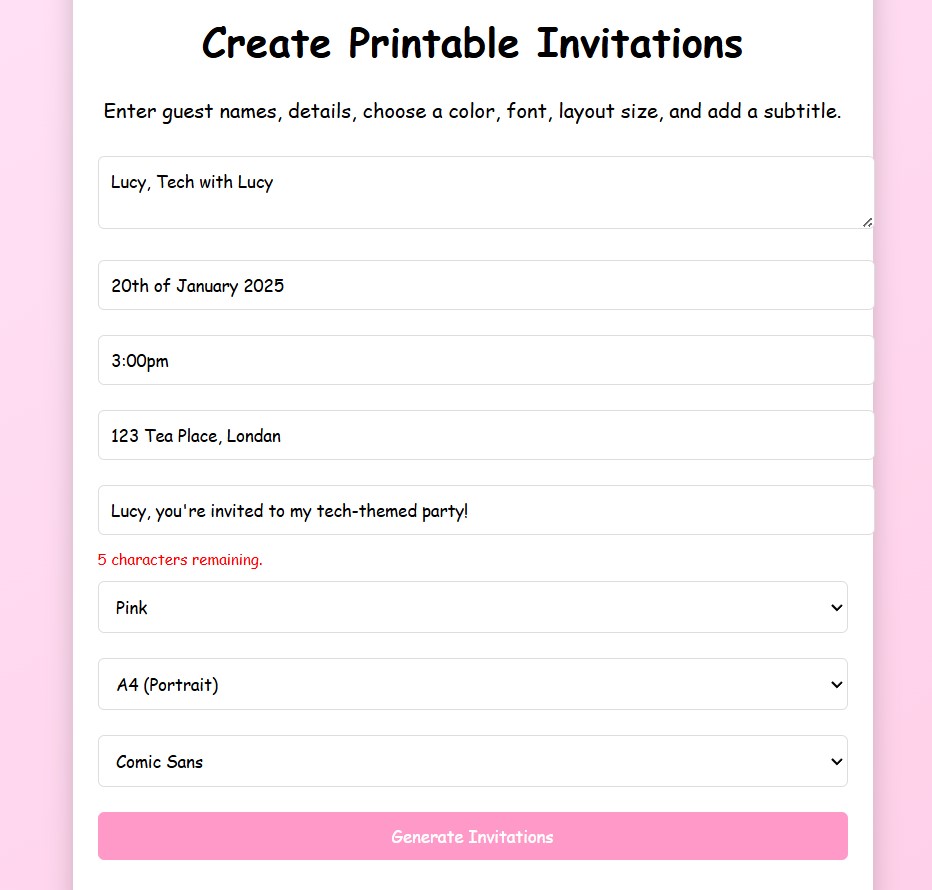 Create Printable Invitations
Enter guest names, details, choose a color, font, layout size, and add a subtitle.
Lucy, Tech with Lucy
20th of January 2025
3:00pm
123 Tea Place, Londan
Lucy, you're invited to my tech-themed party!
5 characters remaining.
Pink
A4 (Portrait)
Comic Sans
Generate Invitations